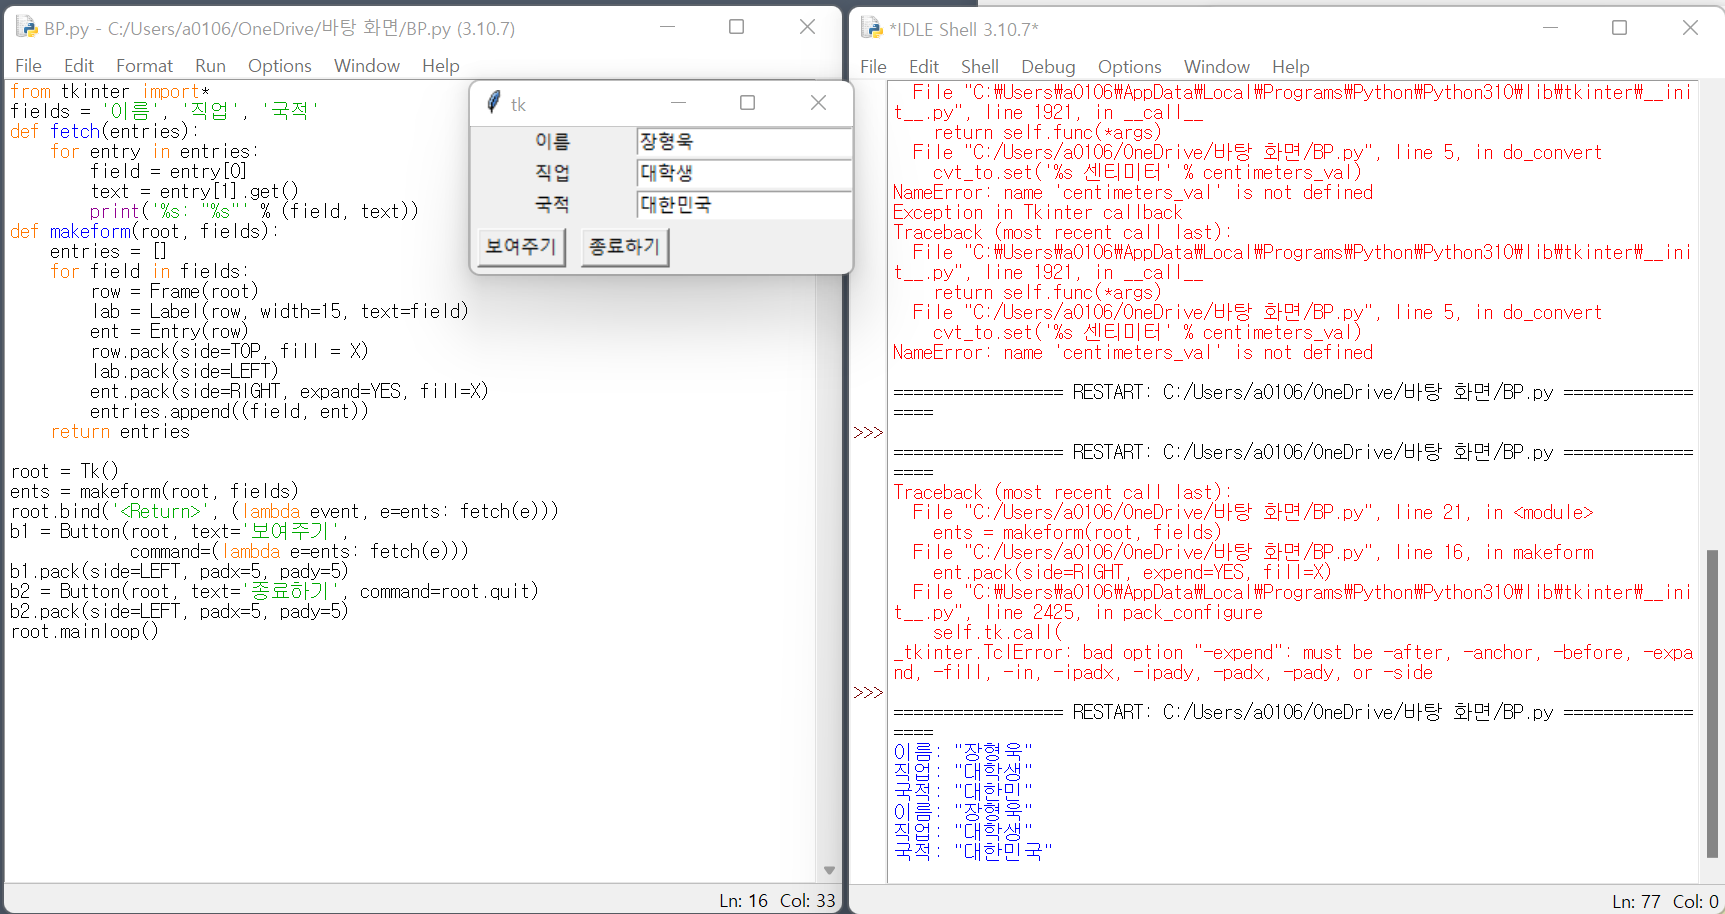 BP.py - C:/Users/a0106/OneDrive/바탕 화면/BP.py (3.10.7)
File Edit Format Run Options Window Help
from tkinter import*
fields = '이름', '직업', '국적'
def fetch(entries):
    for entry in entries:
        field = entry[0]
        text = entry[1].get()
        print('%s: "%s"' % (field, text))
def makeform(root, fields):
    entries = []
    for field in fields:
        row = Frame(root)
        lab = Label(row, width=15, text=field)
        ent = Entry(row)
        row.pack(side=TOP, fill = X)
        lab.pack(side=LEFT)
        ent.pack(side=RIGHT, expand=YES, fill=X)
        entries.append((field, ent))
    return entries
root = Tk()
ents = makeform(root, fields)
root.bind('<Return>', (lambda event, e=ents: fetch(e)))
b1 = Button(root, text='보여주기',
            command=(lambda e=ents: fetch(e)))
b1.pack(side=LEFT, padx=5, pady=5)
b2 = Button(root, text='종료하기', command=root.quit)
b2.pack(side=LEFT, padx=5, pady=5)
root.mainloop()
Ln: 16 Col: 33
tk
이름 장형욱
직업 대학생
국적 대한민국
보여주기 종료하기
*IDLE Shell 3.10.7*
File Edit Shell Debug Options Window Help
  File "C:₩Users₩a0106₩AppData₩Local₩Programs₩Python₩Python310₩lib₩tkinter₩__ini
t__.py", line 1921, in __call__
    return self.func(*args)
  File "C:/Users/a0106/OneDrive/바탕 화면/BP.py", line 5, in do_convert
    cvt_to.set('%s 센티미터' % centimeters_val)
NameError: name 'centimeters_val' is not defined
Exception in Tkinter callback
Traceback (most recent call last):
  File "C:₩Users₩a0106₩AppData₩Local₩Programs₩Python₩Python310₩lib₩tkinter₩__ini
t__.py", line 1921, in __call__
    return self.func(*args)
  File "C:/Users/a0106/OneDrive/바탕 화면/BP.py", line 5, in do_convert
    cvt_to.set('%s 센티미터' % centimeters_val)
NameError: name 'centimeters_val' is not defined
================= RESTART: C:/Users/a0106/OneDrive/바탕 화면/BP.py =============
====
>>>
================= RESTART: C:/Users/a0106/OneDrive/바탕 화면/BP.py =============
====
Traceback (most recent call last):
  File "C:/Users/a0106/OneDrive/바탕 화면/BP.py", line 21, in <module>
    ents = makeform(root, fields)
  File "C:/Users/a0106/OneDrive/바탕 화면/BP.py", line 16, in makeform
    ent.pack(side=RIGHT, expend=YES, fill=X)
  File "C:₩Users₩a0106₩AppData₩Local₩Programs₩Python₩Python310₩lib₩tkinter₩__ini
t__.py", line 2425, in pack_configure
    self.tk.call(
_tkinter.TclError: bad option "-expend": must be -after, -anchor, -before, -expa
nd, -fill, -in, -ipadx, -ipady, -padx, -pady, or -side
>>>
================= RESTART: C:/Users/a0106/OneDrive/바탕 화면/BP.py =============
====
이름: "장형욱"
직업: "대학생"
국적: "대한민"
이름: "장형욱"
직업: "대학생"
국적: "대한민국"
Ln: 77 Col: 0